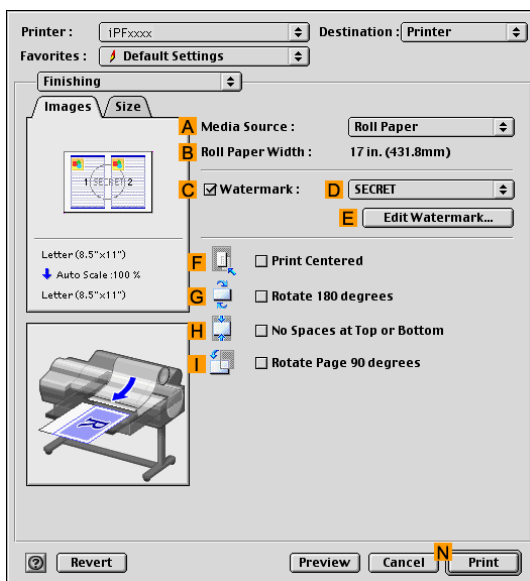 Printer : iPFxxxx Destination : Printer
Favorites : Default Settings
Finishing
Images Size
A Media Source : Roll Paper
B Roll Paper Width : 17 in. (431.8mm)
1 SECRET 2
C Watermark : D SECRET
E Edit Watermark...
Letter (8.5"x11")
Auto Scale :100 %
Letter (8.5"x11")
F Print Centered
G Rotate 180 degrees
H No Spaces at Top or Bottom
I Rotate Page 90 degrees
R
N
? Revert Preview Cancel Print